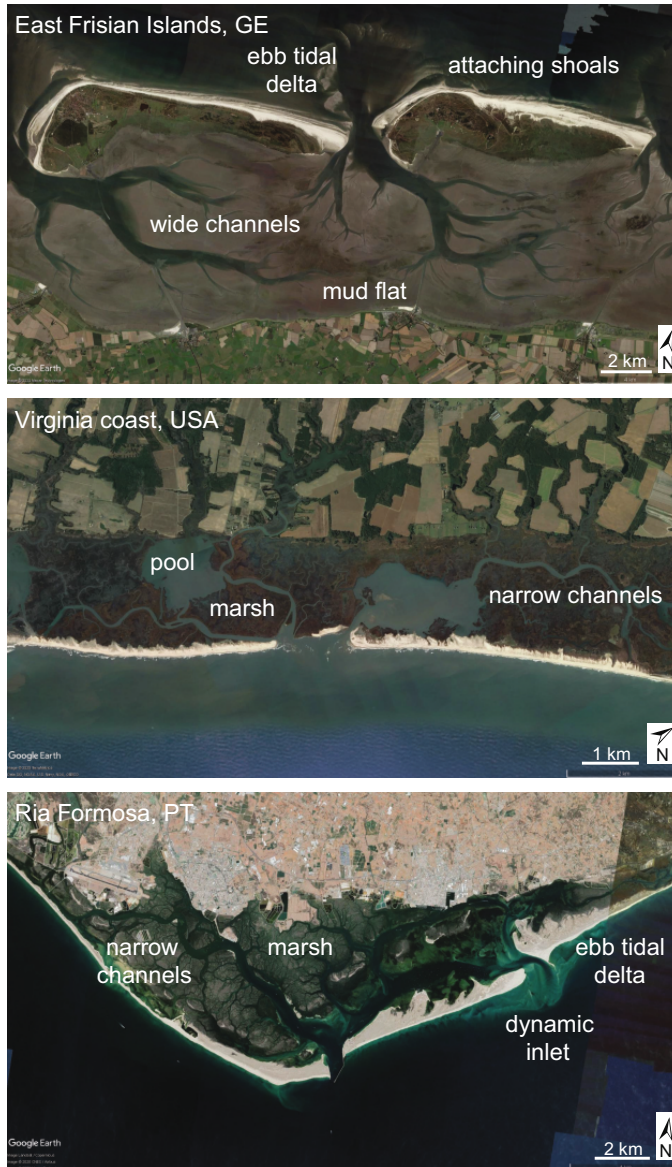 East Frisian Islands, GE
ebb tidal
delta
attaching shoals
wide channels
mud flat
Google Earth
2 km
N
Virginia coast, USA
pool
marsh
narrow channels
Google Earth
1 km
N
Ria Formosa, PT
narrow
channels
marsh
ebb tidal
delta
dynamic
inlet
Google Earth
2 km
N